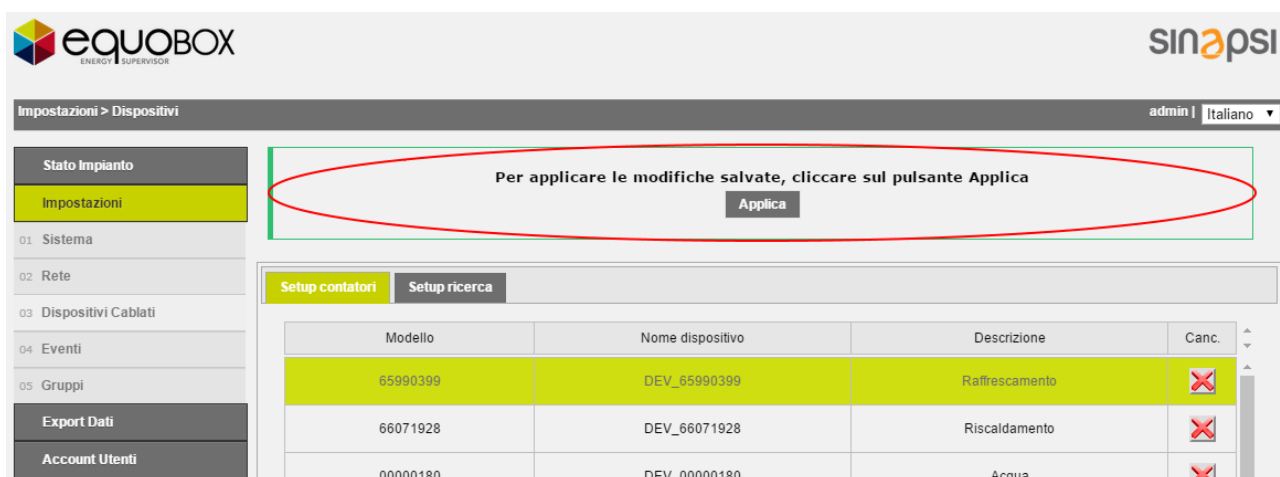 equoBOX
ENERGY SUPERVISOR
sinapsi
Impostazioni > Dispositivi
admin | Italiano
Stato Impianto
Impostazioni
01 Sistema
02 Rete
03 Dispositivi Cablati
04 Eventi
05 Gruppi
Export Dati
Account Utenti
Per applicare le modifiche salvate, cliccare sul pulsante Applica
Applica
Setup contatori Setup ricerca
Modello Nome dispositivo Descrizione Canc.
65990399 DEV_65990399 Raffrescamento
66071928 DEV_66071928 Riscaldamento
00000180 DEV_00000180 Acqua